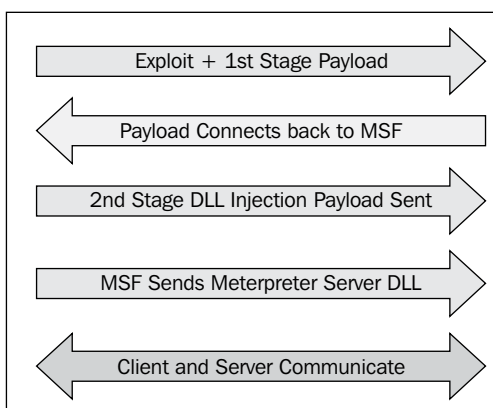 Exploit + 1st Stage Payload
Payload Connects back to MSF
2nd Stage DLL Injection Payload Sent
MSF Sends Meterpreter Server DLL
Client and Server Communicate